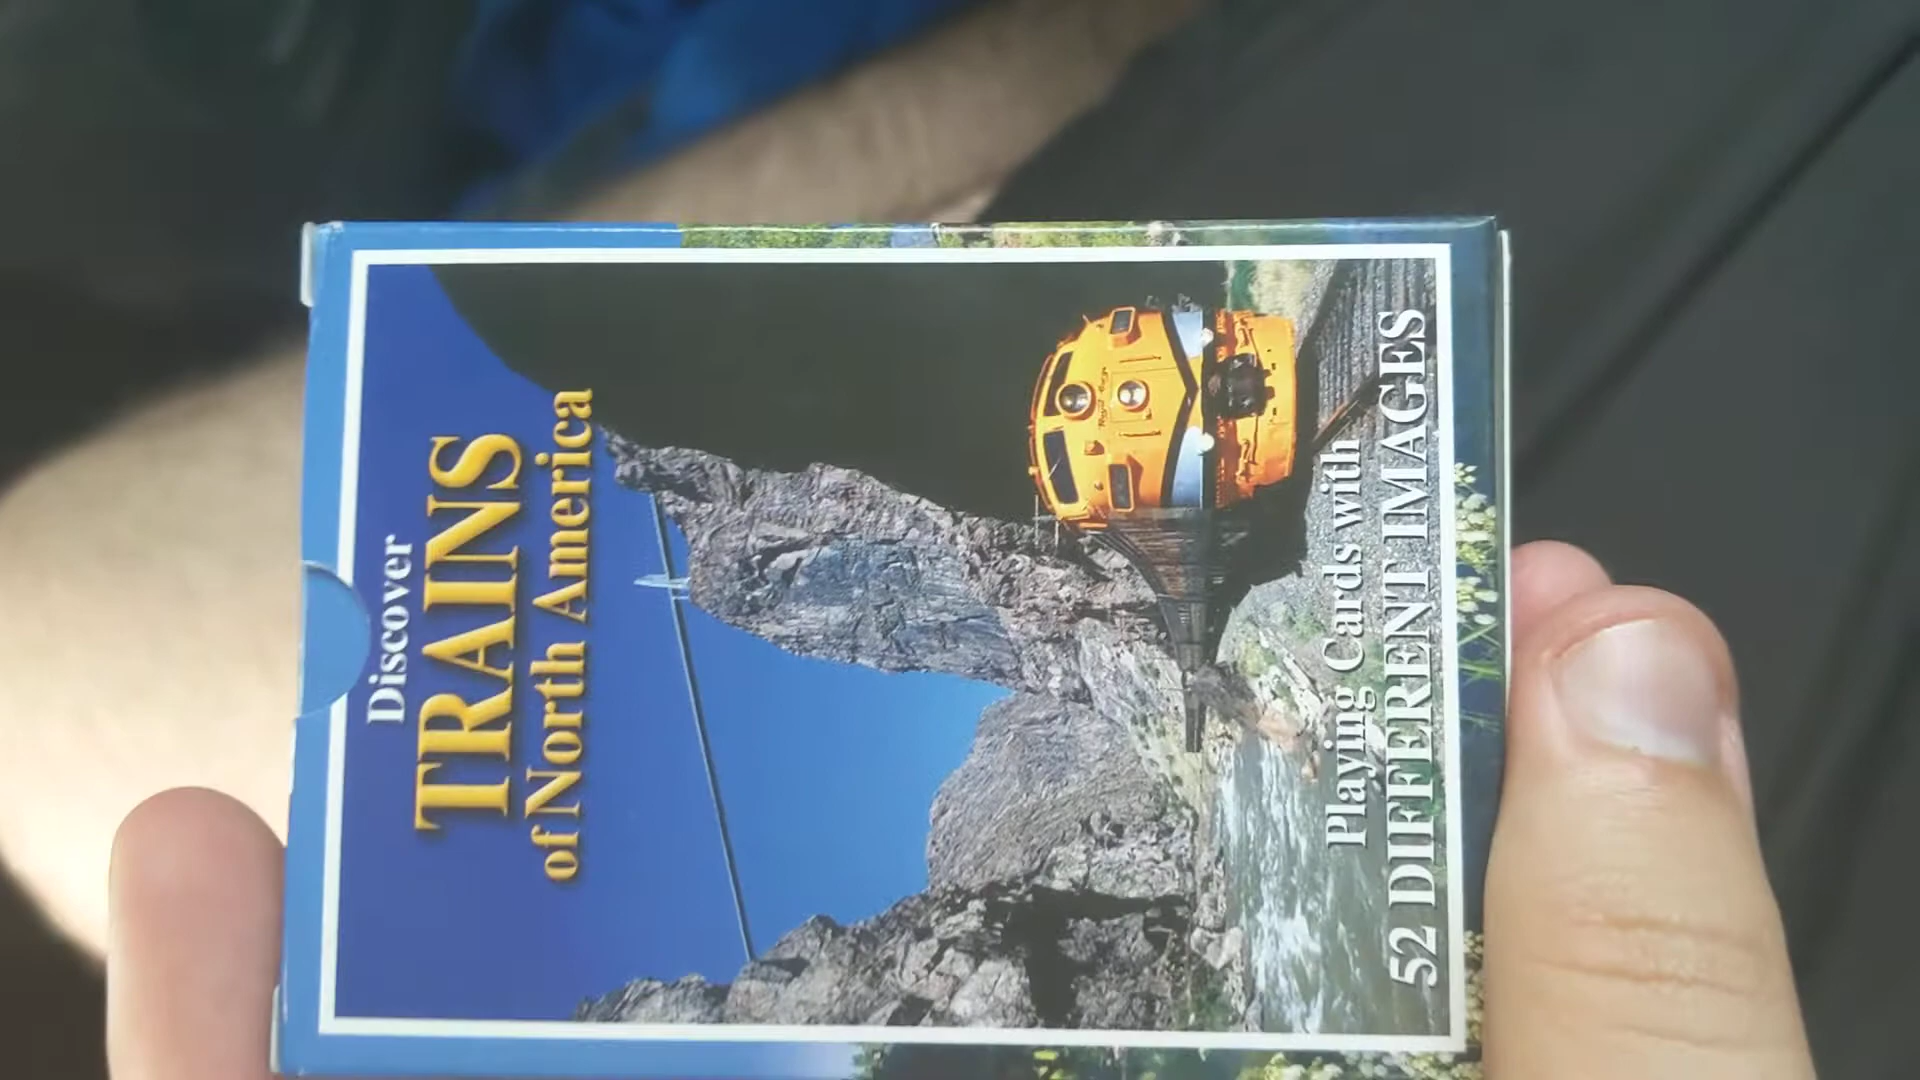 Discover
TRAINS
of North America
Playing Cards with
52 DIFFERENT IMAGES